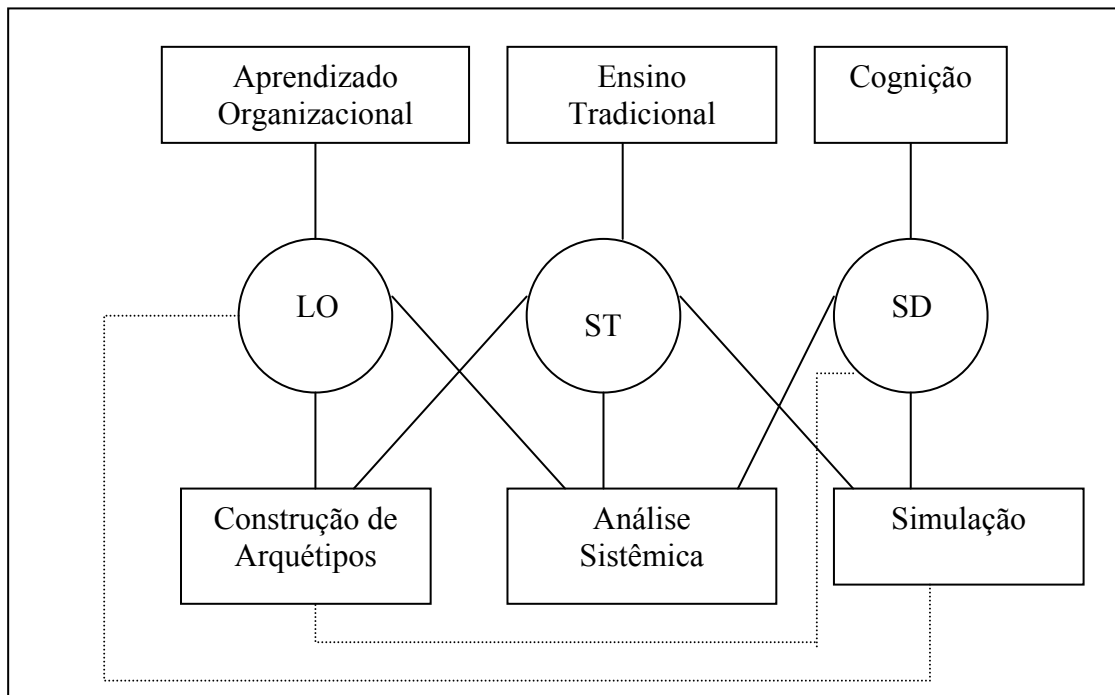 Aprendizado
Organizacional
Ensino
Tradicional
Cognição
LO
ST
SD
Construção de
Arquétipos
Análise
Sistêmica
Simulação